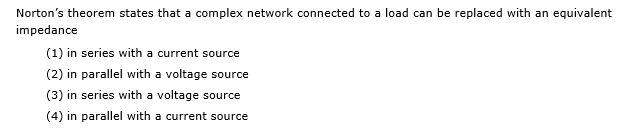 Norton's theorem states that a complex network connected to a load can be replaced with an equivalent
impedance
(1) in series with a current source
(2) in parallel with a voltage source
(3) in series with a voltage source
(4) in parallel with a current source